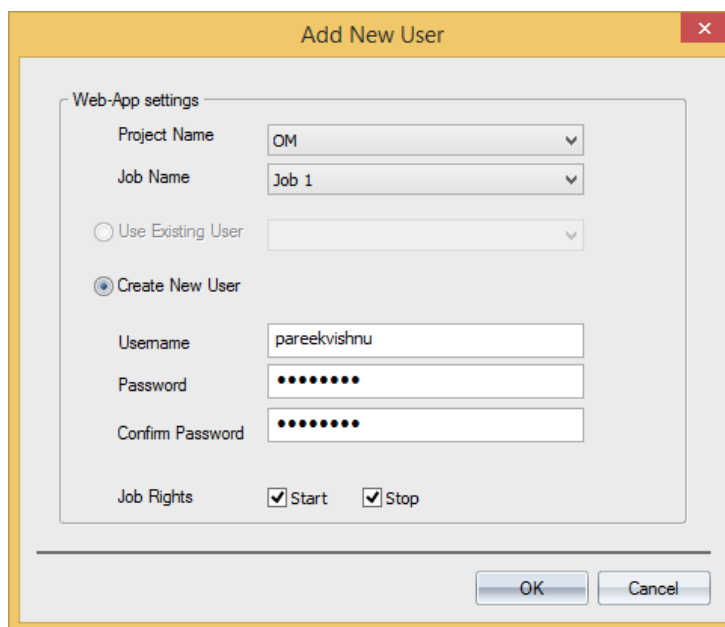 Add New User
Web-App settings
Project Name OM
Job Name Job 1
Use Existing User
Create New User
Username pareekvishnu
Password ••••••••
Confirm Password ••••••••
Job Rights Start Stop
OK Cancel